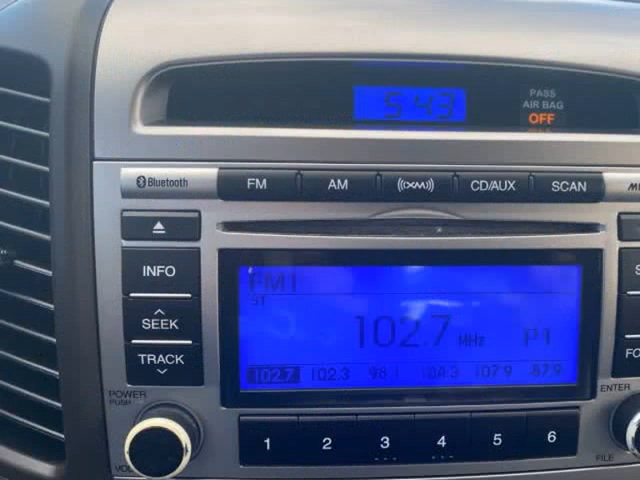 5:43
PASS
AIR BAG
OFF
Bluetooth FM AM ((XM)) CD/AUX SCAN
INFO
SEEK
TRACK
FM1
ST
102.7 MHz P1
102.7 102.3 98.1 104.3 107.9 87.9
POWER
PUSH
1 2 3 4 5 6
ENTER
FILE